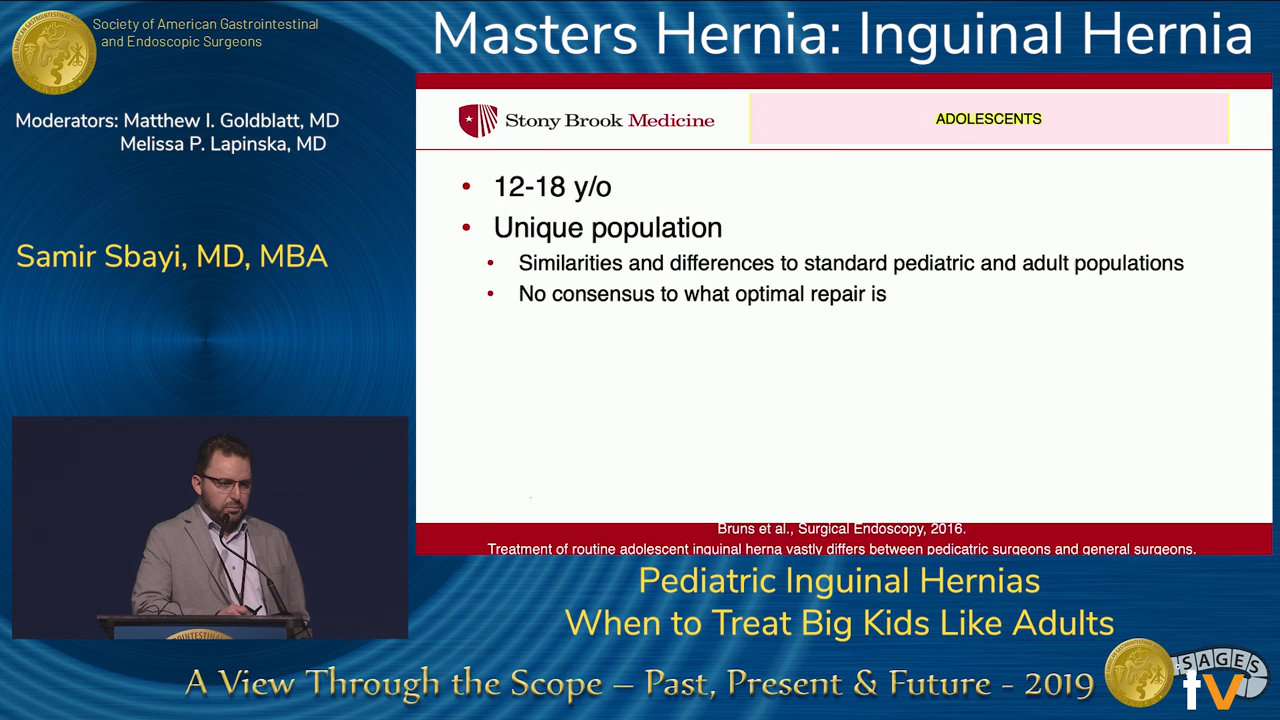 Society of American Gastrointestinal
and Endoscopic Surgeons
Masters Hernia: Inguinal Hernia
Moderators: Matthew I. Goldblatt, MD
Melissa P. Lapinska, MD
Samir Sbayi, MD, MBA
Stony Brook Medicine
ADOLESCENTS
• 12-18 y/o
• Unique population
• Similarities and differences to standard pediatric and adult populations
• No consensus to what optimal repair is
Bruns et al., Surgical Endoscopy, 2016.
Treatment of routine adolescent inguinal herna vastly differs between pedicatric surgeons and general surgeons.
Pediatric Inguinal Hernias
When to Treat Big Kids Like Adults
A View Through the Scope – Past, Present & Future - 2019
SAGES
tv